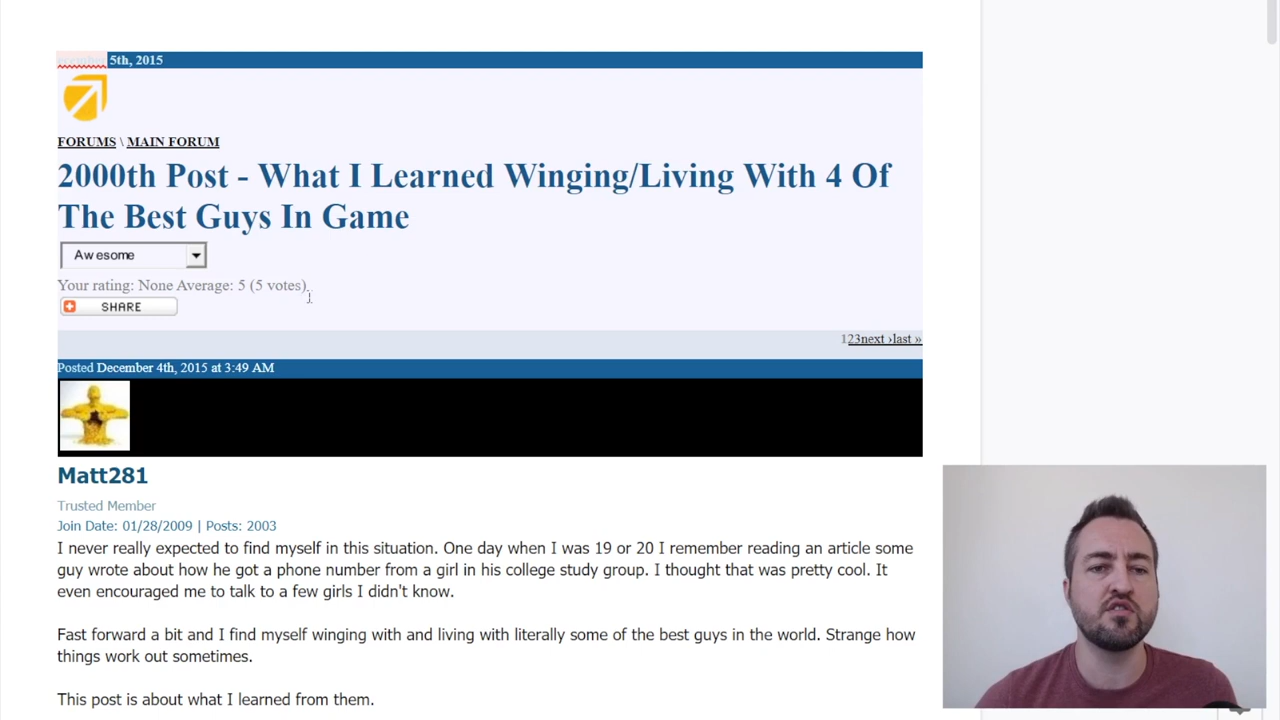 5th, 2015
FORUMS \ MAIN FORUM
2000th Post - What I Learned Winging/Living With 4 Of
The Best Guys In Game
Awesome
Your rating: None Average: 5 (5 votes)
SHARE
123next ›last »
Posted December 4th, 2015 at 3:49 AM
Matt281
Trusted Member
Join Date: 01/28/2009 | Posts: 2003
I never really expected to find myself in this situation. One day when I was 19 or 20 I remember reading an article some
guy wrote about how he got a phone number from a girl in his college study group. I thought that was pretty cool. It
even encouraged me to talk to a few girls I didn't know.
Fast forward a bit and I find myself winging with and living with literally some of the best guys in the world. Strange how
things work out sometimes.
This post is about what I learned from them.